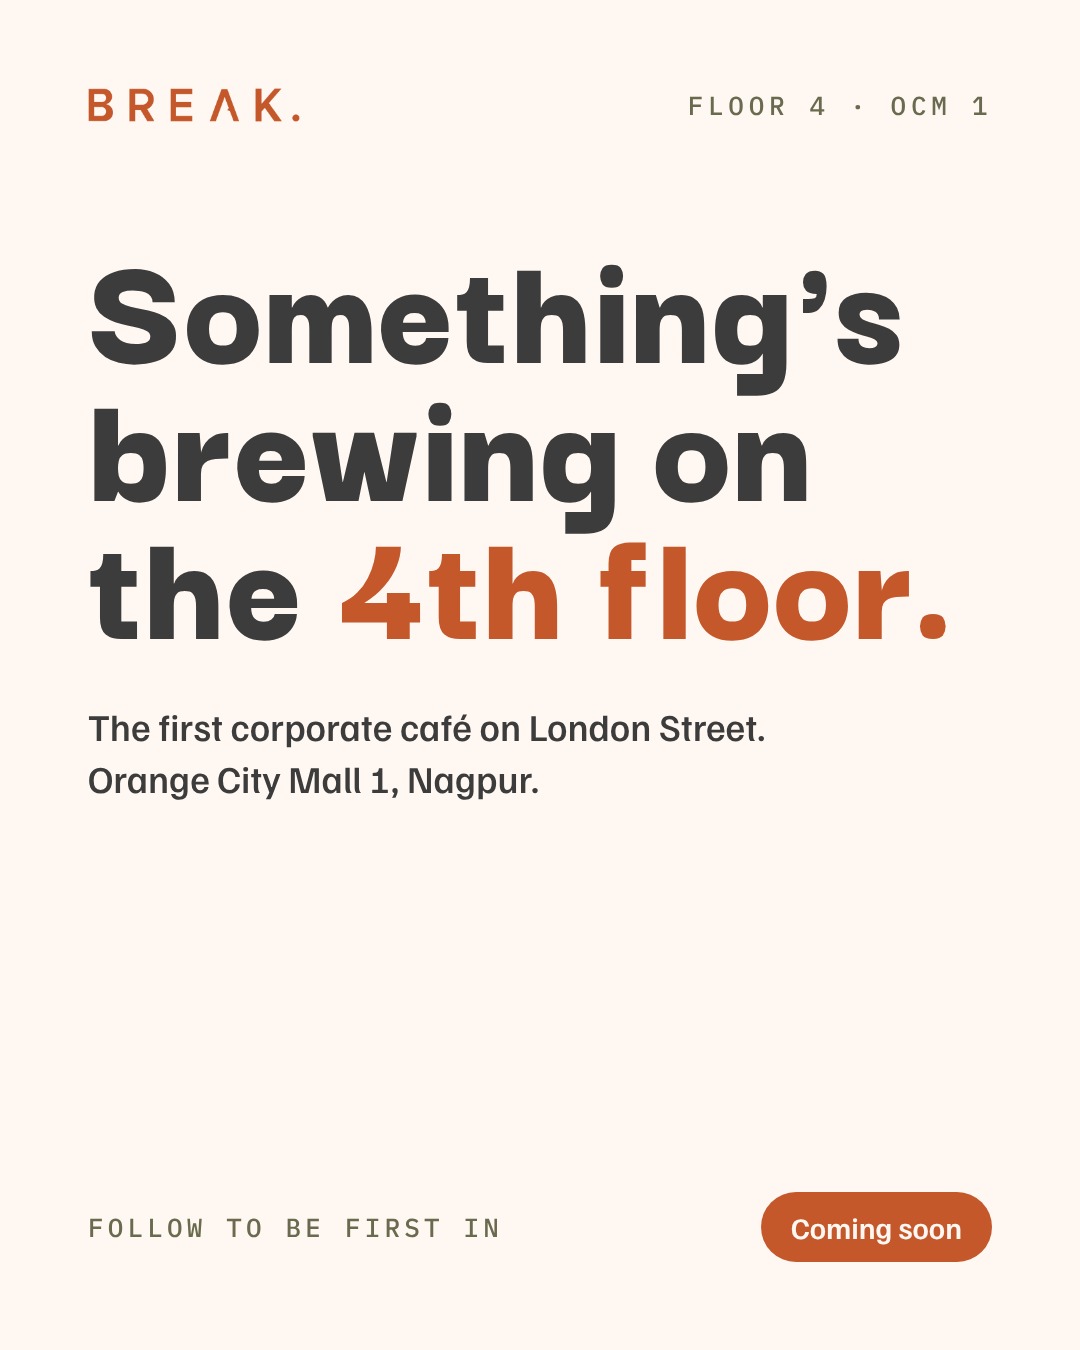 BREAK.
FLOOR 4 · OCM 1
Something’s
brewing on
the 4th floor.
The first corporate café on London Street.
Orange City Mall 1, Nagpur.
FOLLOW TO BE FIRST IN
Coming soon